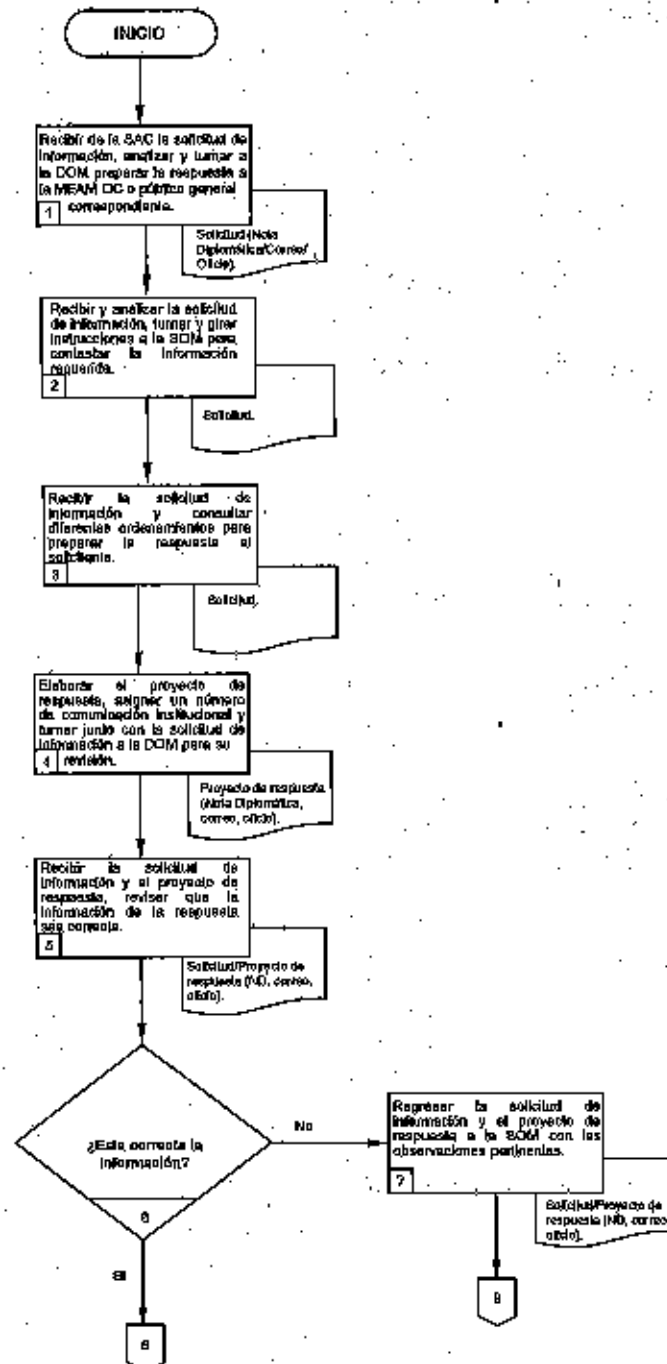 INICIO
Recibir de la SAC la solicitud de
información, analizar y turnar a
la DOM preparar la respuesta a
la MEAM OC o público general
correspondiente.
1
Solicitud (Nota
Diplomática/Correo/
Oficio).
Recibir y analizar la solicitud
de información, turnar y girar
instrucciones a la SOM para
contestar la información
requerida.
2
Solicitud.
Recibir la solicitud de
información y consultar
diferentes ordenamientos para
preparar la respuesta al
solicitante.
3
Solicitud.
Elaborar el proyecto de
respuesta, asignar un número
de comunicación institucional y
turnar junto con la solicitud de
información a la DOM para su
revisión.
4
Proyecto de respuesta
(Nota Diplomática,
correo, oficio).
Recibir la solicitud de
información y el proyecto de
respuesta, revisar que la
información de la respuesta
sea correcta.
5
Solicitud/Proyecto de
respuesta (ND, correo,
oficio).
¿Esta correcta la
información?
No
Regresar la solicitud de
información y el proyecto de
respuesta a la SOM con las
observaciones pertinentes.
7
Solicitud/Proyecto de
respuesta (ND, correo
oficio).
Si